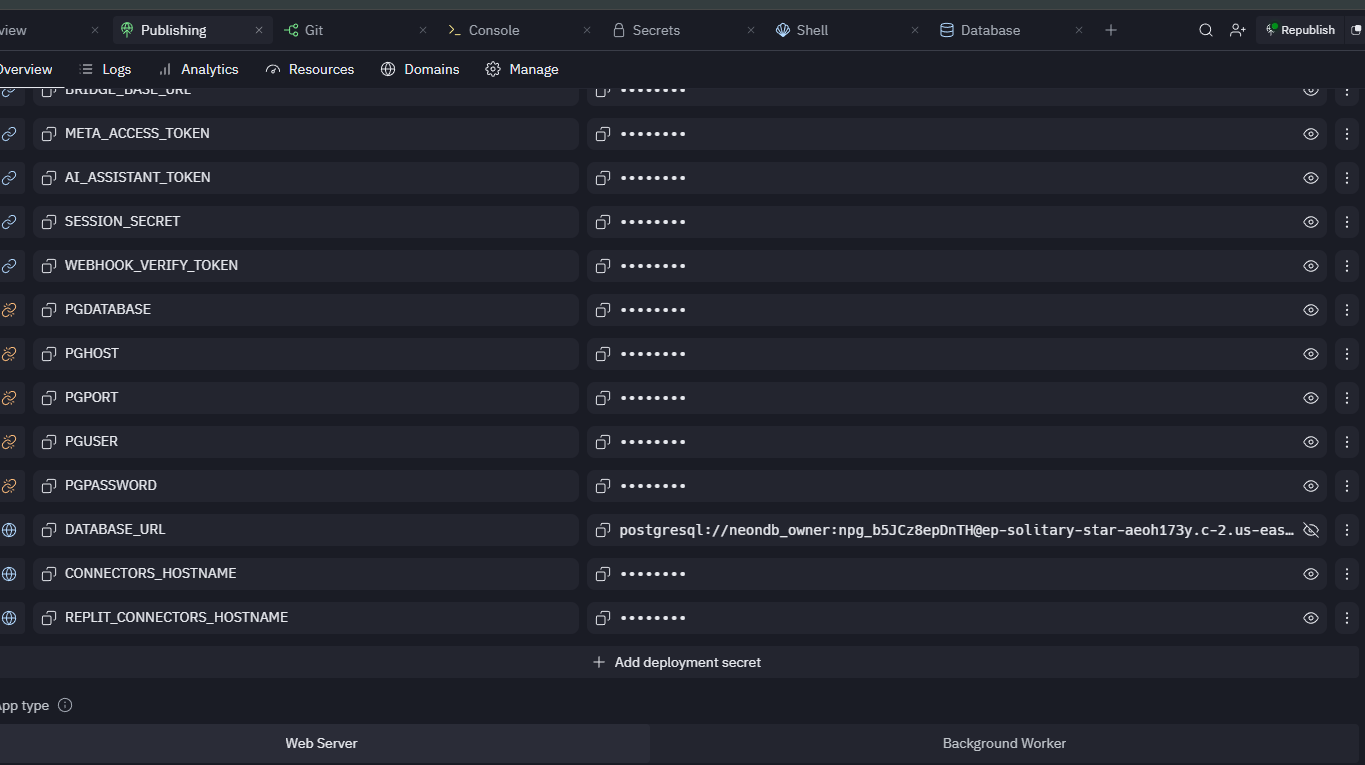 view Publishing Git Console Secrets Shell Database Republish
Overview Logs Analytics Resources Domains Manage
BRIDGE_BASE_URL ••••••••
META_ACCESS_TOKEN ••••••••
AI_ASSISTANT_TOKEN ••••••••
SESSION_SECRET ••••••••
WEBHOOK_VERIFY_TOKEN ••••••••
PGDATABASE ••••••••
PGHOST ••••••••
PGPORT ••••••••
PGUSER ••••••••
PGPASSWORD ••••••••
DATABASE_URL postgresql://neondb_owner:npg_b5JCz8epDnTH@ep-solitary-star-aeoh173y.c-2.us-eas…
CONNECTORS_HOSTNAME ••••••••
REPLIT_CONNECTORS_HOSTNAME ••••••••
Add deployment secret
App type
Web Server Background Worker